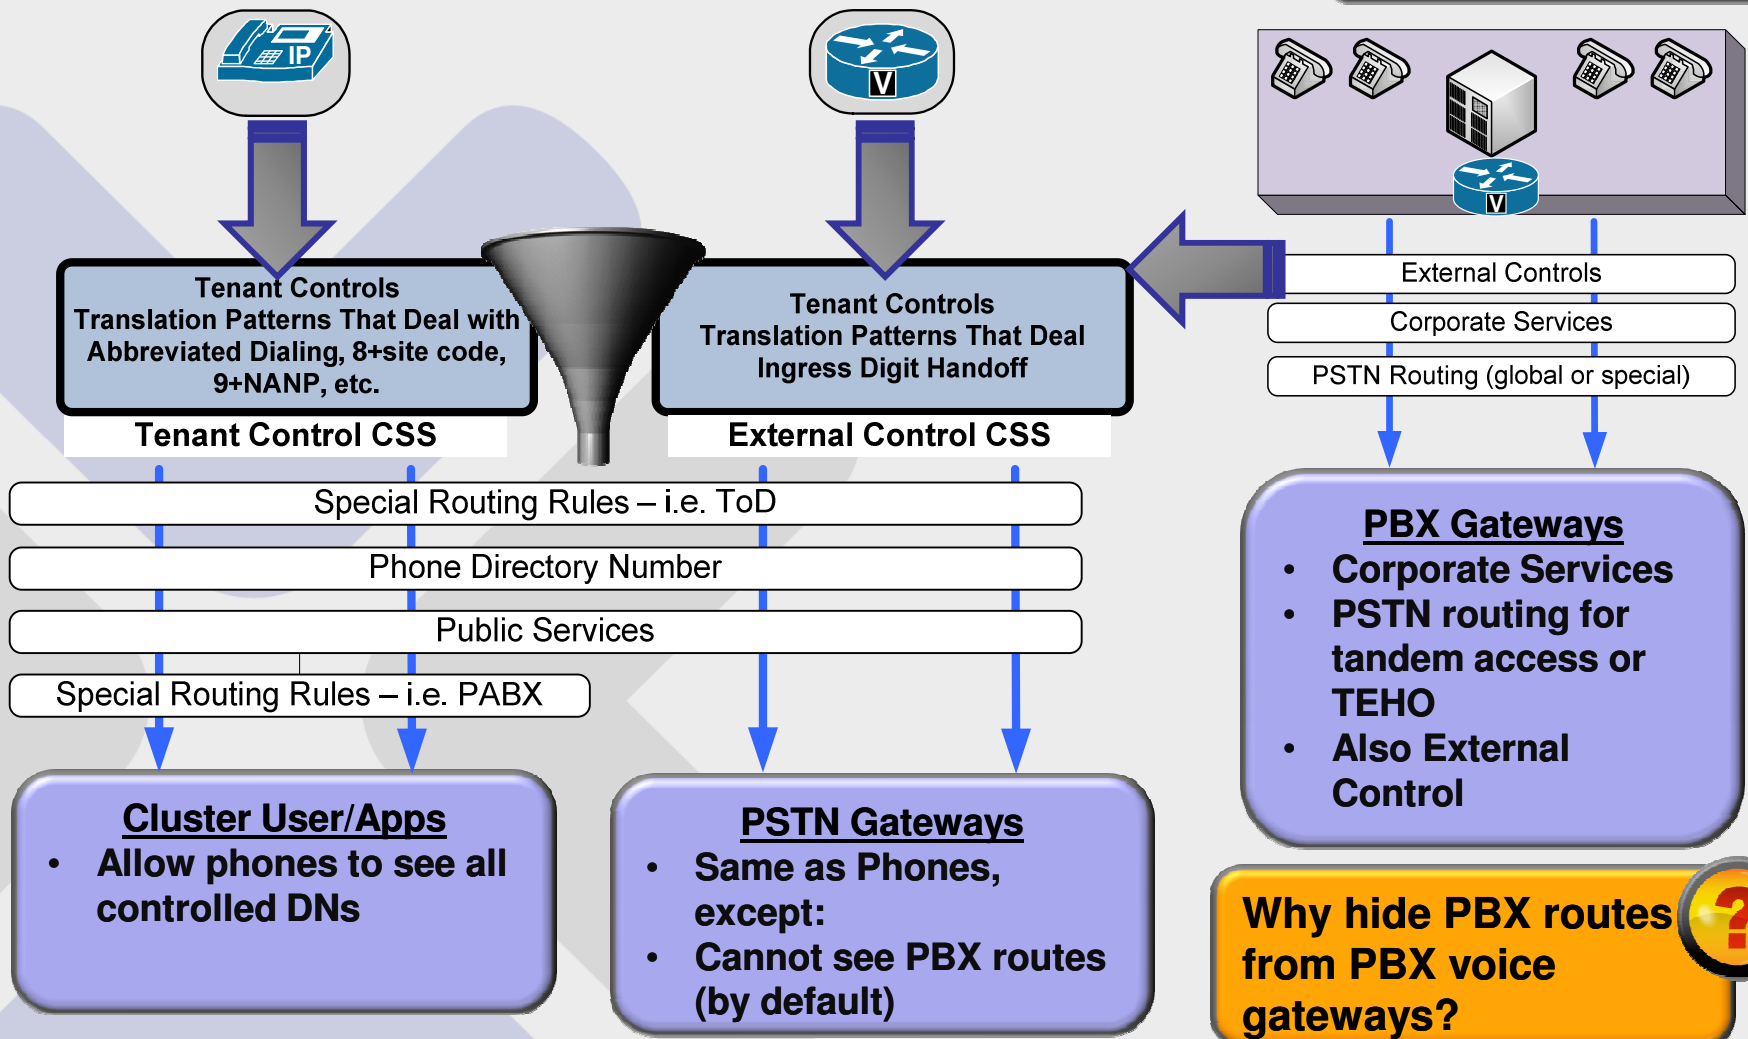 IP
V
V
Tenant Controls
Translation Patterns That Deal with
Abbreviated Dialing, 8+site code,
9+NANP, etc.
Tenant Control CSS
Tenant Controls
Translation Patterns That Deal
Ingress Digit Handoff
External Control CSS
External Controls
Corporate Services
PSTN Routing (global or special)
Special Routing Rules – i.e. ToD
Phone Directory Number
Public Services
Special Routing Rules – i.e. PABX
Cluster User/Apps
• Allow phones to see all
controlled DNs
PSTN Gateways
• Same as Phones,
except:
• Cannot see PBX routes
(by default)
PBX Gateways
• Corporate Services
• PSTN routing for
tandem access or
TEHO
• Also External
Control
Why hide PBX routes
from PBX voice
gateways?
?